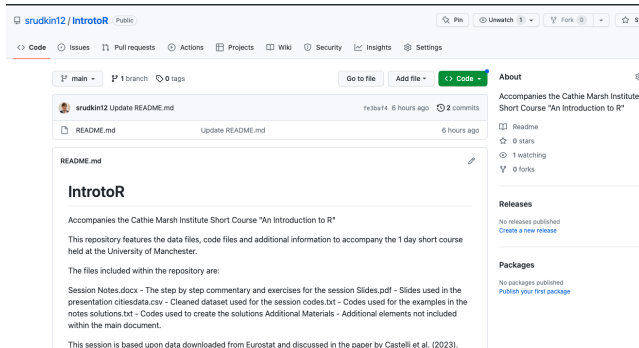 srudkin12 / IntrotoR Public
Pin Unwatch 1 Fork 0
Code Issues Pull requests Actions Projects Wiki Security Insights Settings
main 1 branch 0 tags Go to file Add file Code
srudkin12 Update README.md fe3baf4 6 hours ago 2 commits
README.md Update README.md 6 hours ago
README.md
IntrotoR
Accompanies the Cathie Marsh Institute Short Course "An Introduction to R"
This repository features the data files, code files and additional information to accompany the 1 day short course
held at the University of Manchester.
The files included within the repository are:
Session Notes.docx - The step by step commentary and exercises for the session Slides.pdf - Slides used in the
presentation citiesdata.csv - Cleaned dataset used for the session codes.txt - Codes used for the examples in the
notes solutions.txt - Codes used to create the solutions Additional Materials - Additional elements not included
within the main document.
This session is based upon data downloaded from Eurostat and discussed in the paper by Castelli et al. (2023).
About
Accompanies the Cathie Marsh Institute
Short Course "An Introduction to R"
Readme
0 stars
1 watching
0 forks
Releases
No releases published
Create a new release
Packages
No packages published
Publish your first package